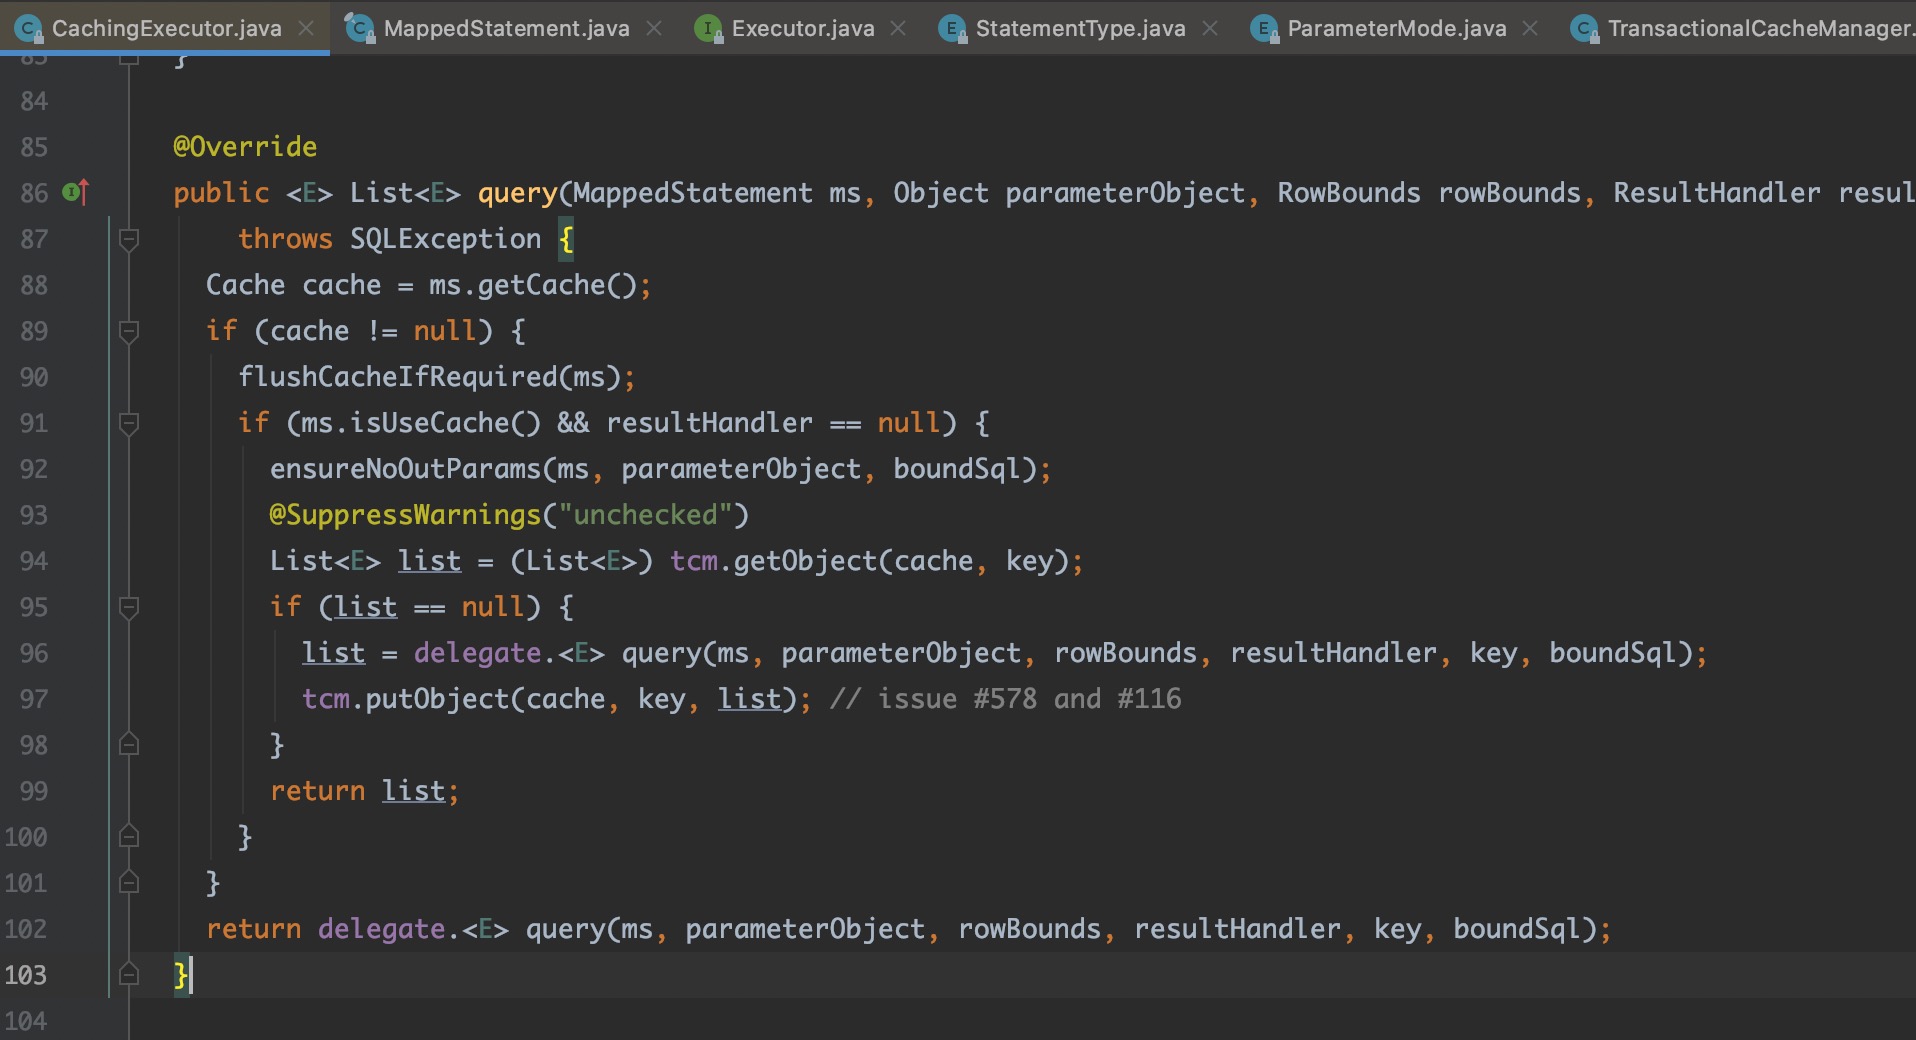 CachingExecutor.java MappedStatement.java Executor.java StatementType.java ParameterMode.java TransactionalCacheManager.
83 }
84
85 @Override
86 public <E> List<E> query(MappedStatement ms, Object parameterObject, RowBounds rowBounds, ResultHandler resul
87 throws SQLException {
88 Cache cache = ms.getCache();
89 if (cache != null) {
90 flushCacheIfRequired(ms);
91 if (ms.isUseCache() && resultHandler == null) {
92 ensureNoOutParams(ms, parameterObject, boundSql);
93 @SuppressWarnings("unchecked")
94 List<E> list = (List<E>) tcm.getObject(cache, key);
95 if (list == null) {
96 list = delegate.<E> query(ms, parameterObject, rowBounds, resultHandler, key, boundSql);
97 tcm.putObject(cache, key, list); // issue #578 and #116
98 }
99 return list;
100 }
101 }
102 return delegate.<E> query(ms, parameterObject, rowBounds, resultHandler, key, boundSql);
103 }
104